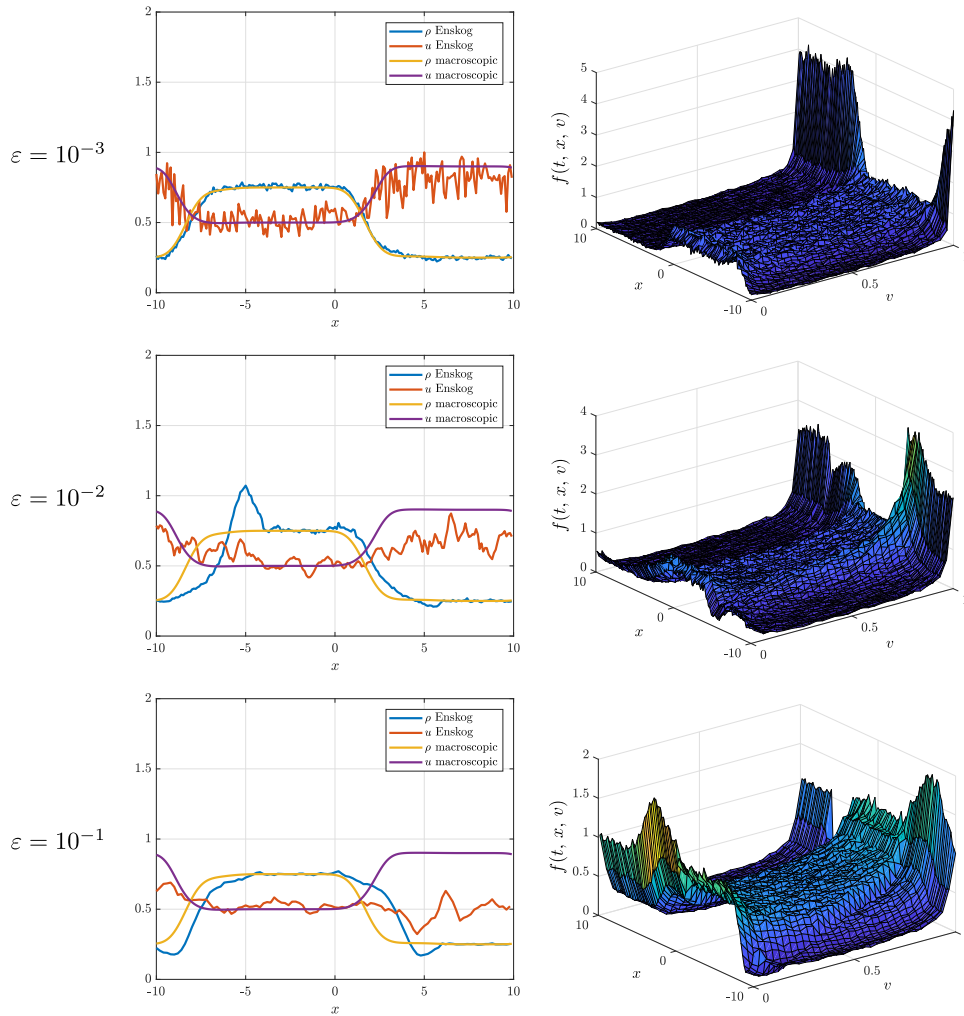 ε = 10⁻³
2
1.5
1
0.5
0
-10 -5 0 5 10
x
ρ Enskog
u Enskog
ρ macroscopic
u macroscopic
f(t, x, v)
5
4
3
2
1
0
10
0
-10
x
0
0.5
v
ε = 10⁻²
2
1.5
1
0.5
0
-10 -5 0 5 10
x
ρ Enskog
u Enskog
ρ macroscopic
u macroscopic
f(t, x, v)
4
3
2
1
0
10
0
-10
x
0
0.5
v
ε = 10⁻¹
2
1.5
1
0.5
0
-10 -5 0 5 10
x
ρ Enskog
u Enskog
ρ macroscopic
u macroscopic
f(t, x, v)
2
1.5
1
0.5
0
10
0
-10
x
0
0.5
v